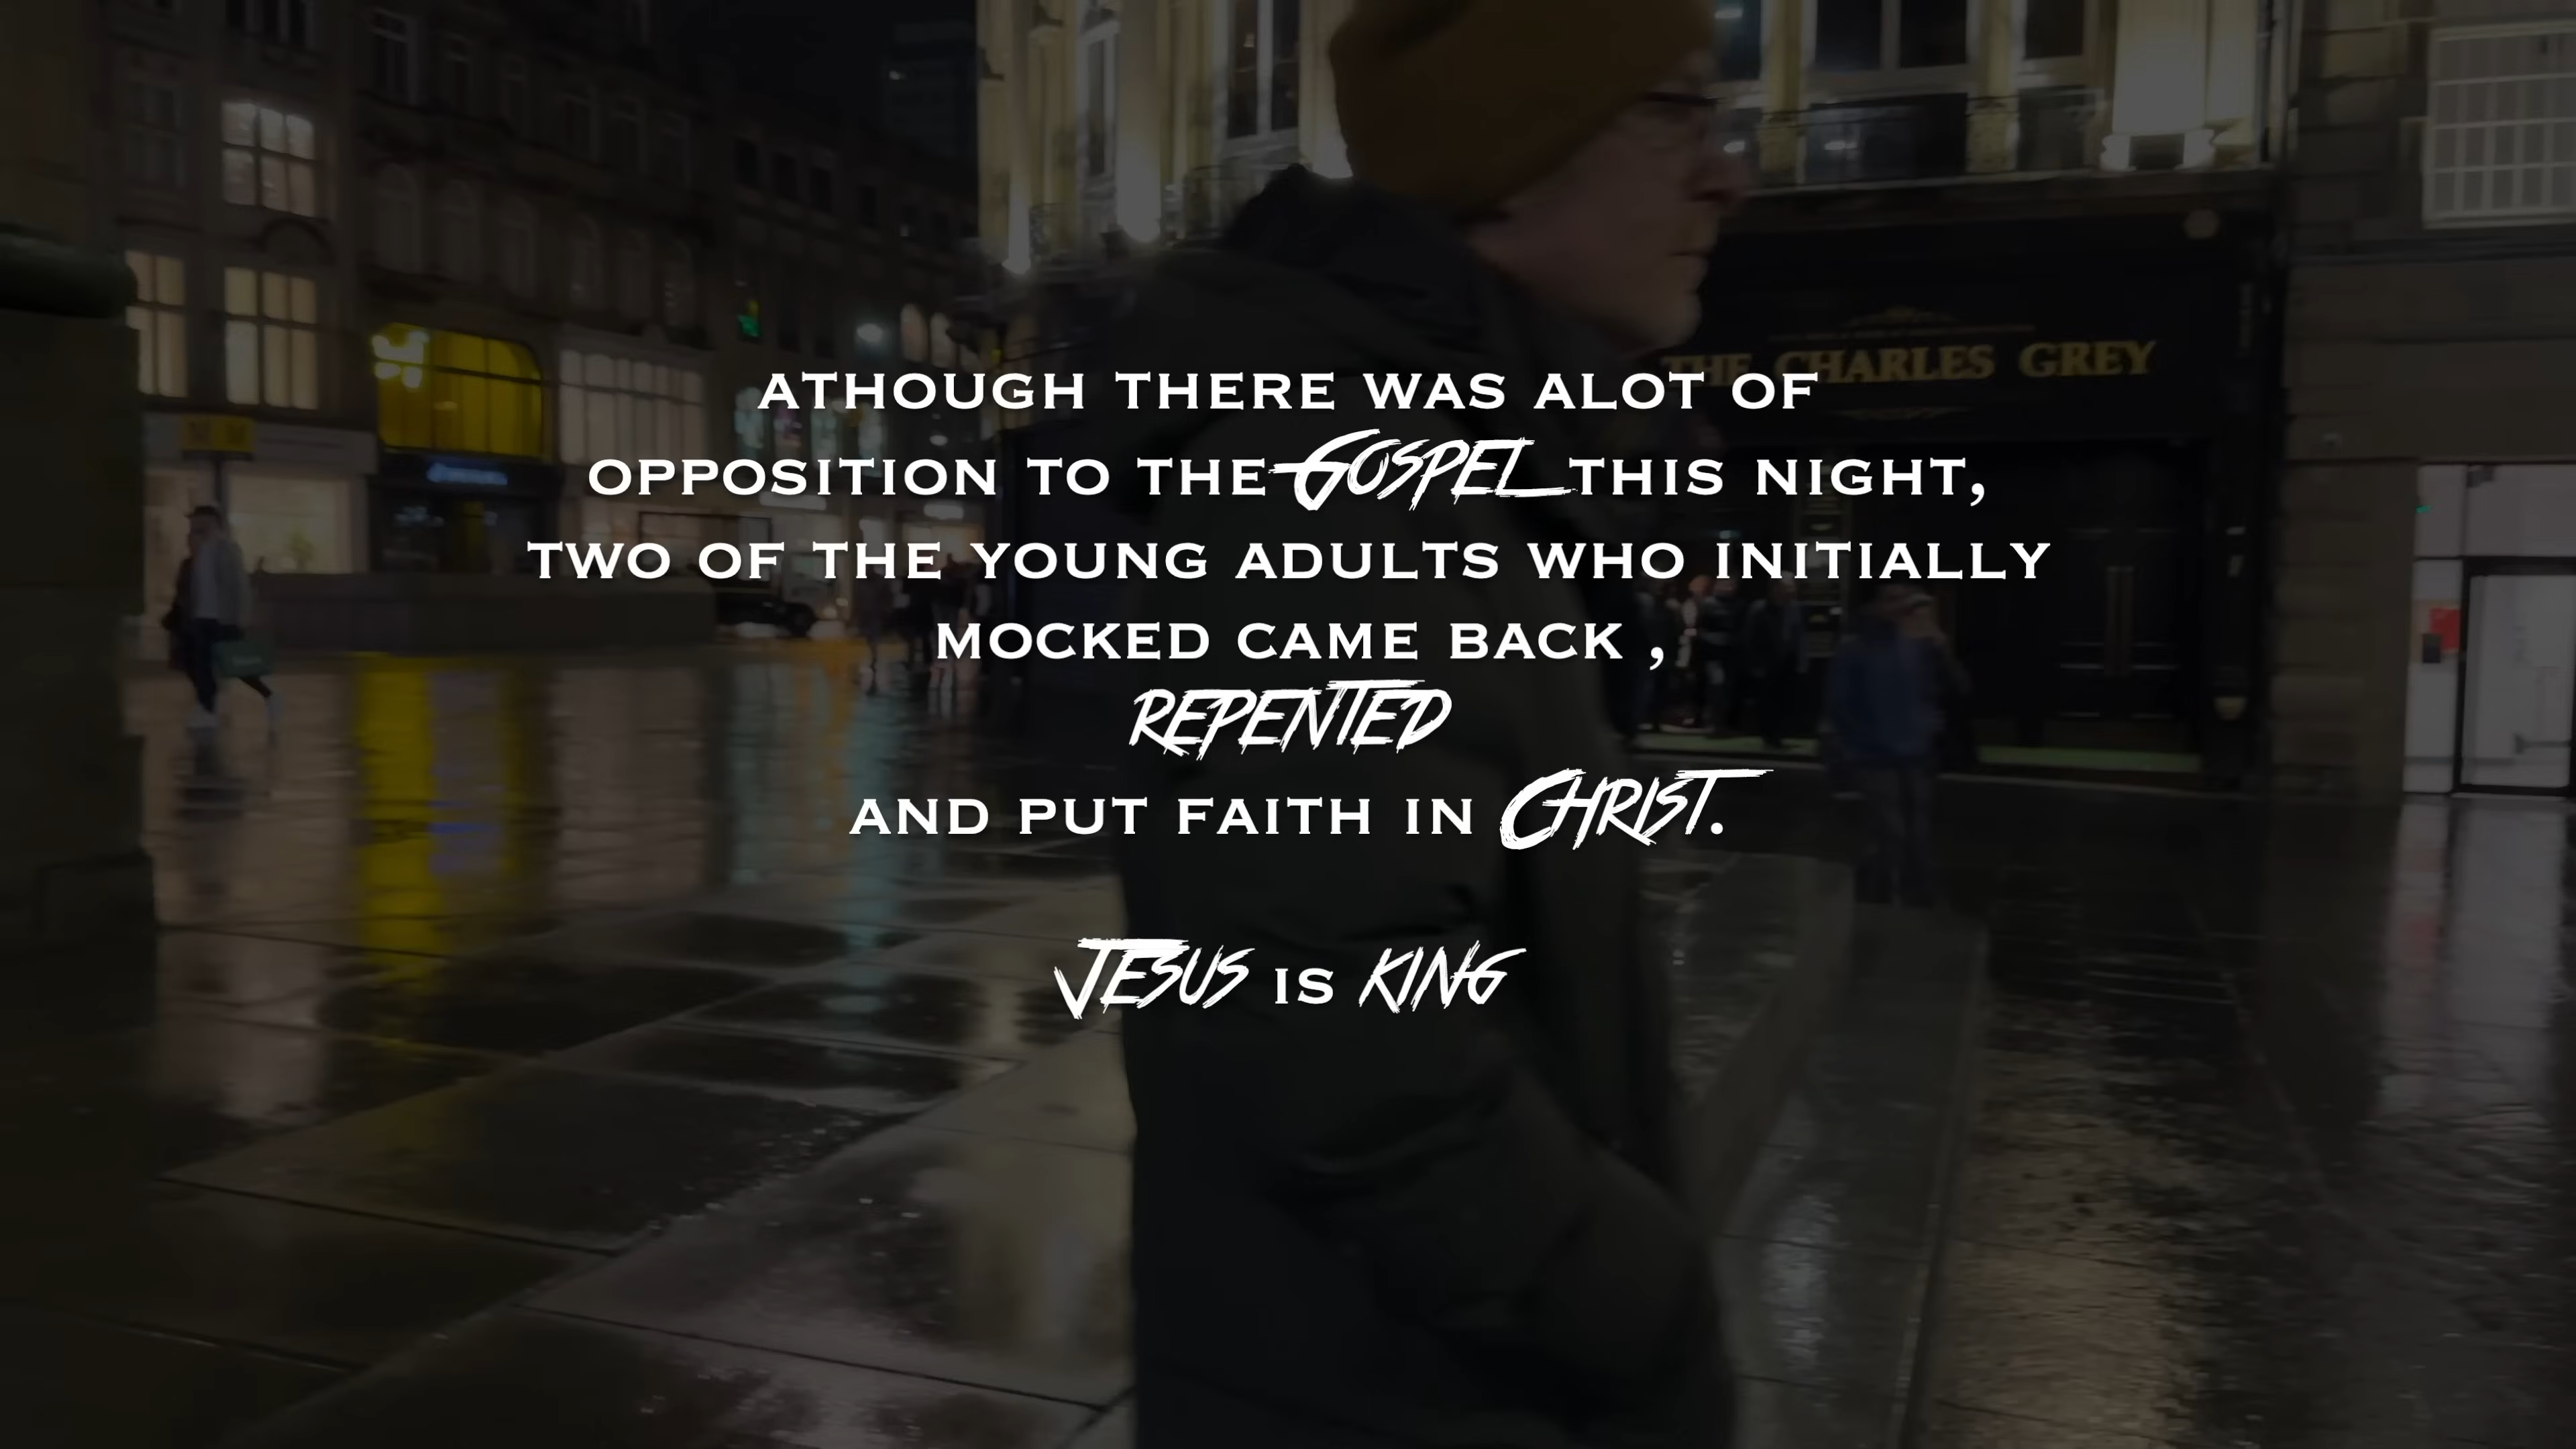 THE CHARLES GREY
ATHOUGH THERE WAS ALOT OF
OPPOSITION TO THE GOSPEL THIS NIGHT,
TWO OF THE YOUNG ADULTS WHO INITIALLY
MOCKED CAME BACK ,
REPENTED
AND PUT FAITH IN CHRIST.
JESUS IS KING